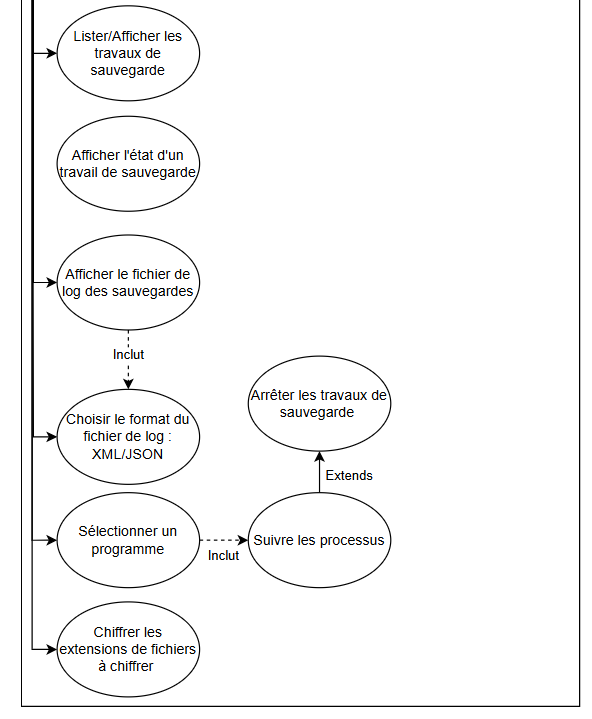 Lister/Afficher les
travaux de
sauvegarde
Afficher l'état d'un
travail de sauvegarde
Afficher le fichier de
log des sauvegardes
Inclut
Choisir le format du
fichier de log :
XML/JSON
Arrêter les travaux de
sauvegarde
Extends
Sélectionner un
programme
Inclut
Suivre les processus
Chiffrer les
extensions de fichiers
à chiffrer